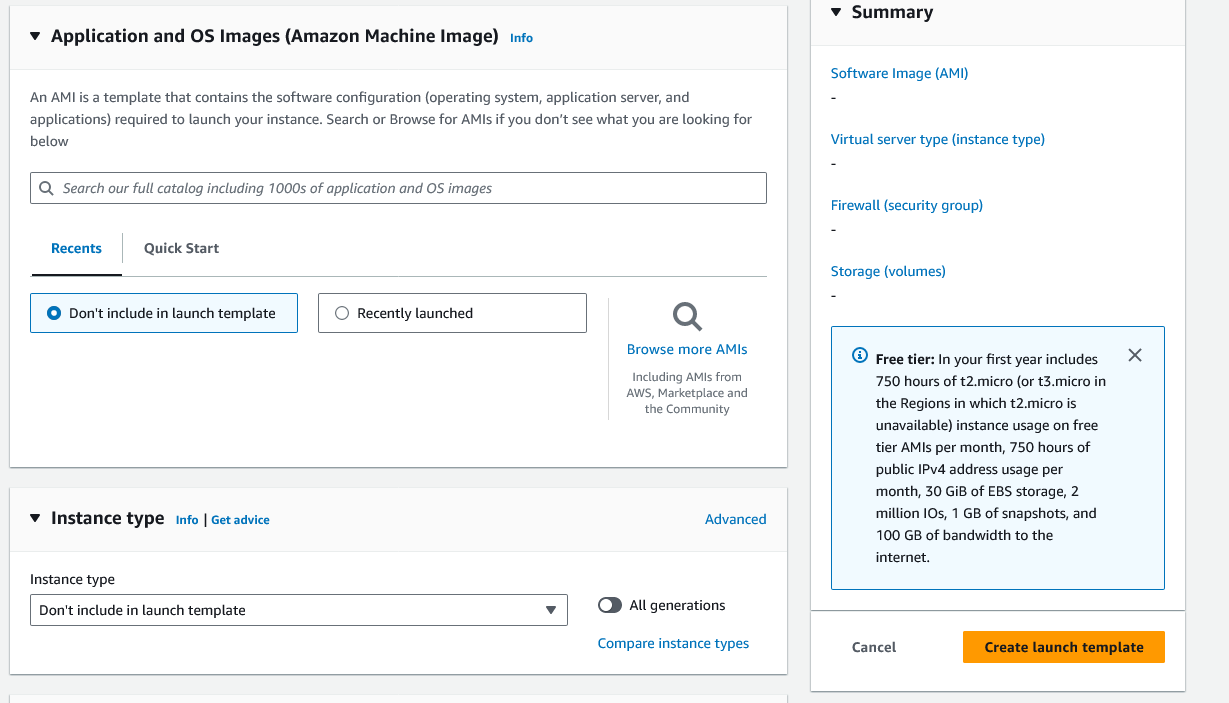 Application and OS Images (Amazon Machine Image) Info
An AMI is a template that contains the software configuration (operating system, application server, and
applications) required to launch your instance. Search or Browse for AMIs if you don’t see what you are looking for
below
Search our full catalog including 1000s of application and OS images
Recents
Quick Start
Don't include in launch template
Recently launched
Browse more AMIs
Including AMIs from
AWS, Marketplace and
the Community
Instance type Info | Get advice
Advanced
Instance type
Don't include in launch template
All generations
Compare instance types
Summary
Software Image (AMI)
-
Virtual server type (instance type)
-
Firewall (security group)
-
Storage (volumes)
-
Free tier: In your first year includes
750 hours of t2.micro (or t3.micro in
the Regions in which t2.micro is
unavailable) instance usage on free
tier AMIs per month, 750 hours of
public IPv4 address usage per
month, 30 GiB of EBS storage, 2
million IOs, 1 GB of snapshots, and
100 GB of bandwidth to the
internet.
Cancel
Create launch template